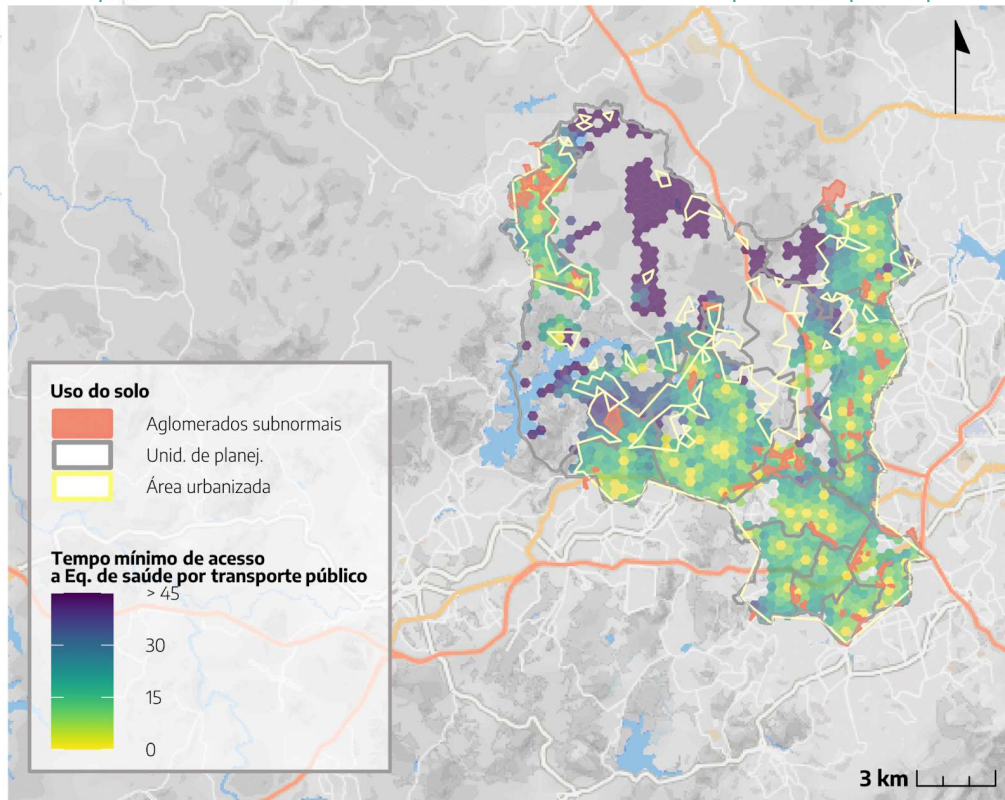 Uso do solo
Aglomerados subnormais
Unid. de planej.
Área urbanizada
Tempo mínimo de acesso
a Eq. de saúde por transporte público
> 45
30
15
0
3 km